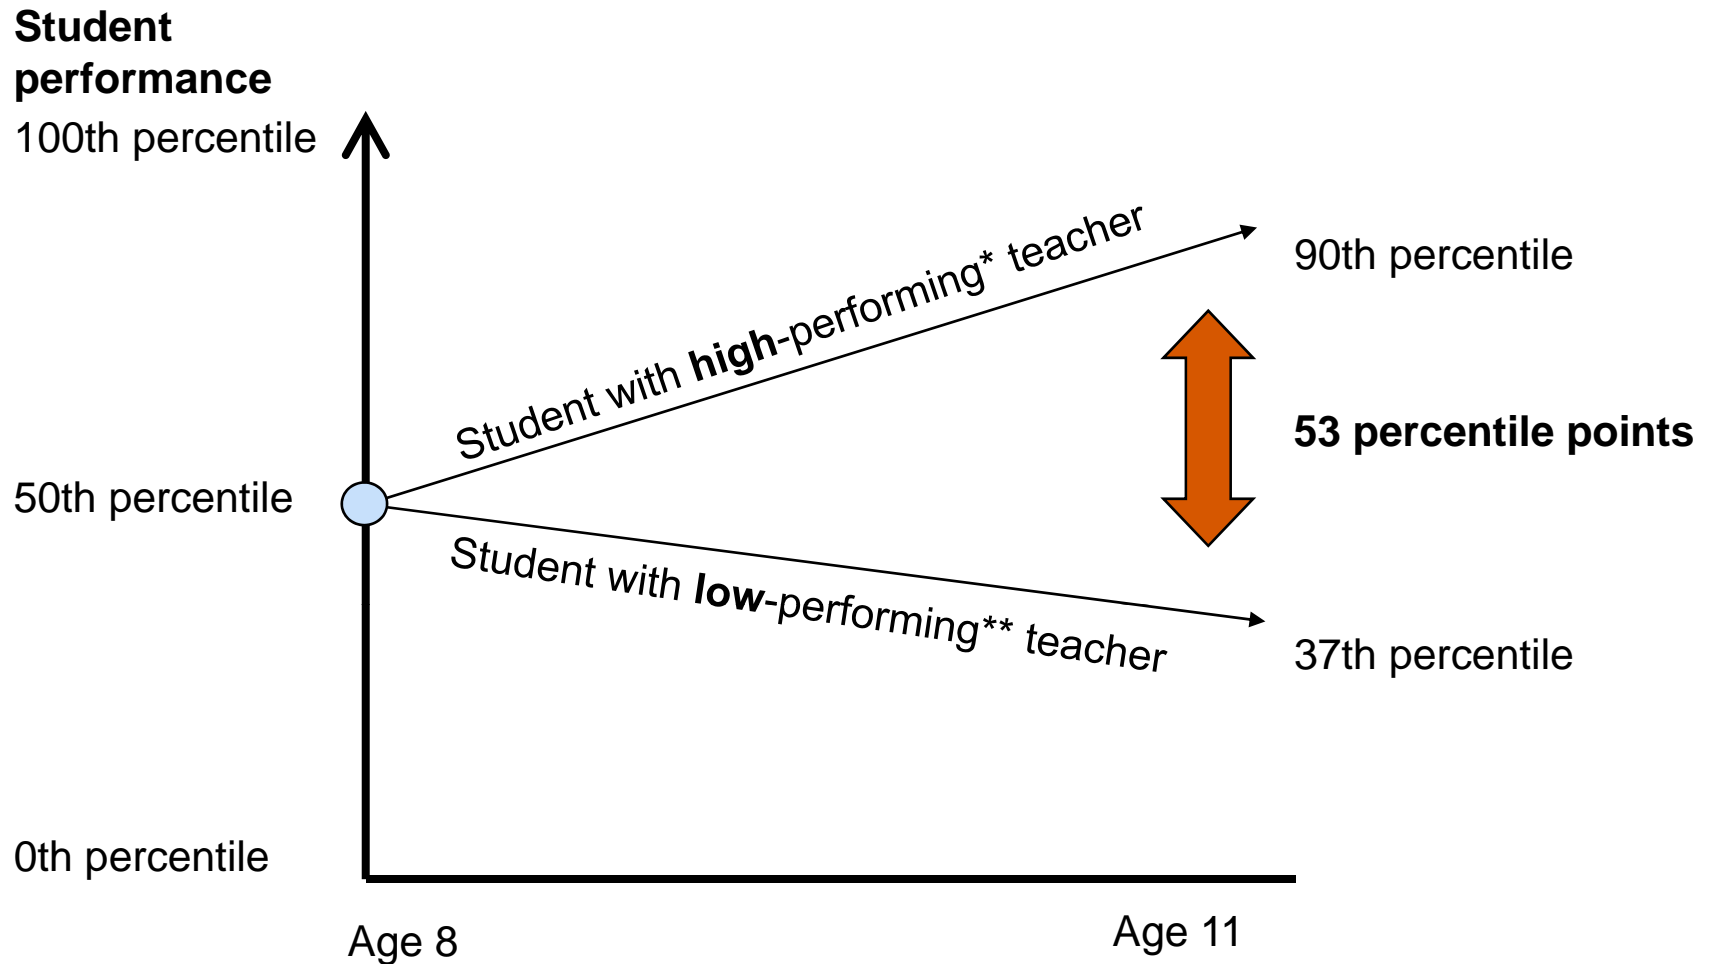 Student
performance
100th percentile
Student with high-performing* teacher
90th percentile
53 percentile points
50th percentile
Student with low-performing** teacher
37th percentile
0th percentile
Age 8
Age 11